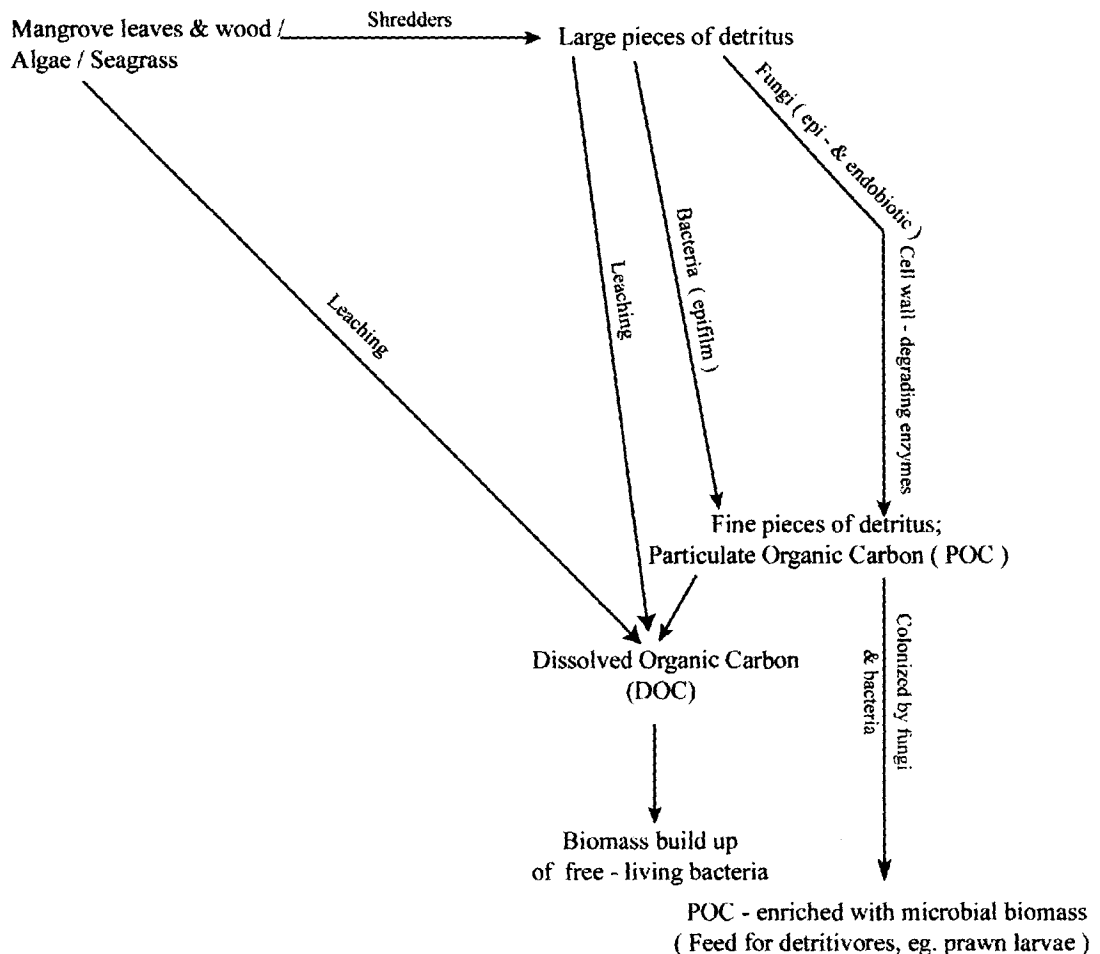 Mangrove leaves & wood /
Algae / Seagrass
Shredders
Large pieces of detritus
Fungi ( epi - & endobiotic )
Cell wall - degrading enzymes
Bacteria ( epifilm )
Leaching
Leaching
Fine pieces of detritus;
Particulate Organic Carbon ( POC )
Dissolved Organic Carbon
(DOC)
Colonized by fungi
& bacteria
Biomass build up
of free - living bacteria
POC - enriched with microbial biomass
( Feed for detritivores, eg. prawn larvae )